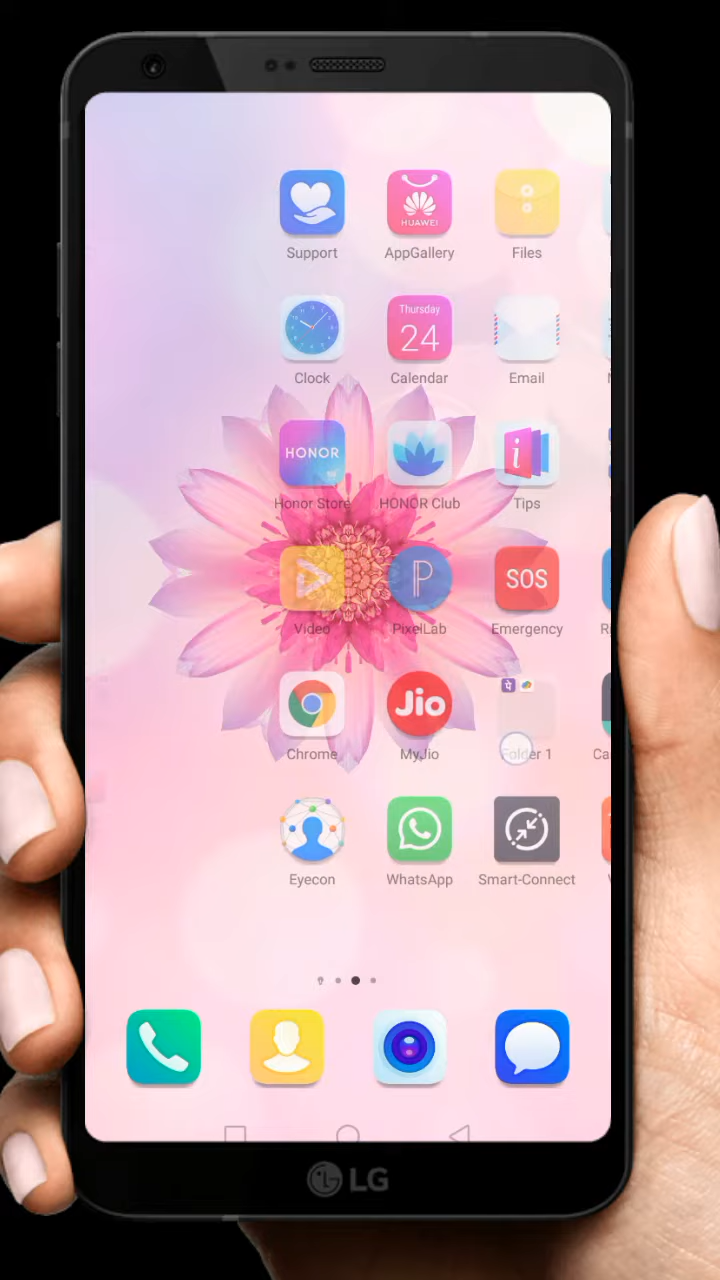 HUAWEI
Support AppGallery Files
Thursday
24
Clock Calendar Email
HONOR
i
Honor Store HONOR Club Tips
P
SOS
Video PixelLab Emergency
Jio
पे
Chrome MyJio Folder 1 Ca
Eyecon WhatsApp Smart-Connect
LG